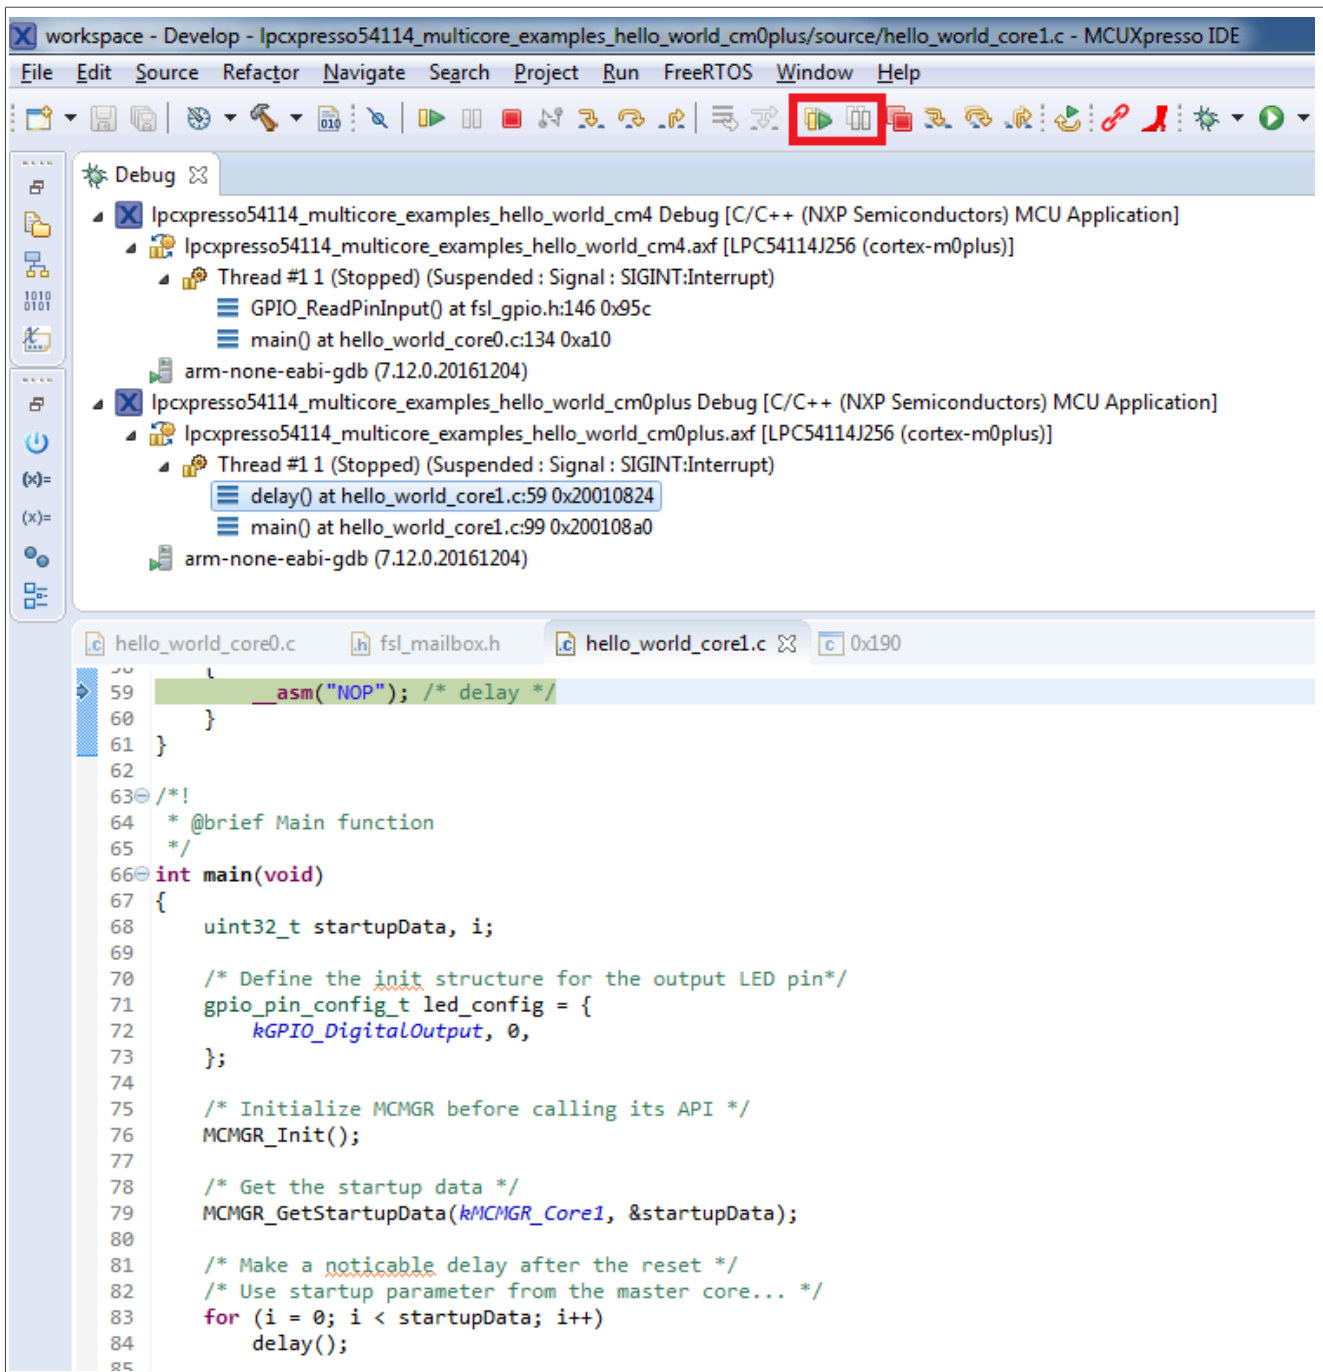 workspace - Develop - lpcxpresso54114_multicore_examples_hello_world_cm0plus/source/hello_world_core1.c - MCUXpresso IDE
File Edit Source Refactor Navigate Search Project Run FreeRTOS Window Help
010
Debug
lpcxpresso54114_multicore_examples_hello_world_cm4 Debug [C/C++ (NXP Semiconductors) MCU Application]
lpcxpresso54114_multicore_examples_hello_world_cm4.axf [LPC54114J256 (cortex-m0plus)]
Thread #1 1 (Stopped) (Suspended : Signal : SIGINT:Interrupt)
GPIO_ReadPinInput() at fsl_gpio.h:146 0x95c
main() at hello_world_core0.c:134 0xa10
arm-none-eabi-gdb (7.12.0.20161204)
lpcxpresso54114_multicore_examples_hello_world_cm0plus Debug [C/C++ (NXP Semiconductors) MCU Application]
lpcxpresso54114_multicore_examples_hello_world_cm0plus.axf [LPC54114J256 (cortex-m0plus)]
Thread #1 1 (Stopped) (Suspended : Signal : SIGINT:Interrupt)
delay() at hello_world_core1.c:59 0x20010824
main() at hello_world_core1.c:99 0x200108a0
arm-none-eabi-gdb (7.12.0.20161204)
1010
0101
(x)=
(x)=
.c hello_world_core0.c .h fsl_mailbox.h .c hello_world_core1.c c 0x190
58 {
59 __asm("NOP"); /* delay */
60 }
61 }
62
63 /*!
64 * @brief Main function
65 */
66 int main(void)
67 {
68 uint32_t startupData, i;
69
70 /* Define the init structure for the output LED pin*/
71 gpio_pin_config_t led_config = {
72 kGPIO_DigitalOutput, 0,
73 };
74
75 /* Initialize MCMGR before calling its API */
76 MCMGR_Init();
77
78 /* Get the startup data */
79 MCMGR_GetStartupData(kMCMGR_Core1, &startupData);
80
81 /* Make a noticable delay after the reset */
82 /* Use startup parameter from the master core... */
83 for (i = 0; i < startupData; i++)
84 delay();
85